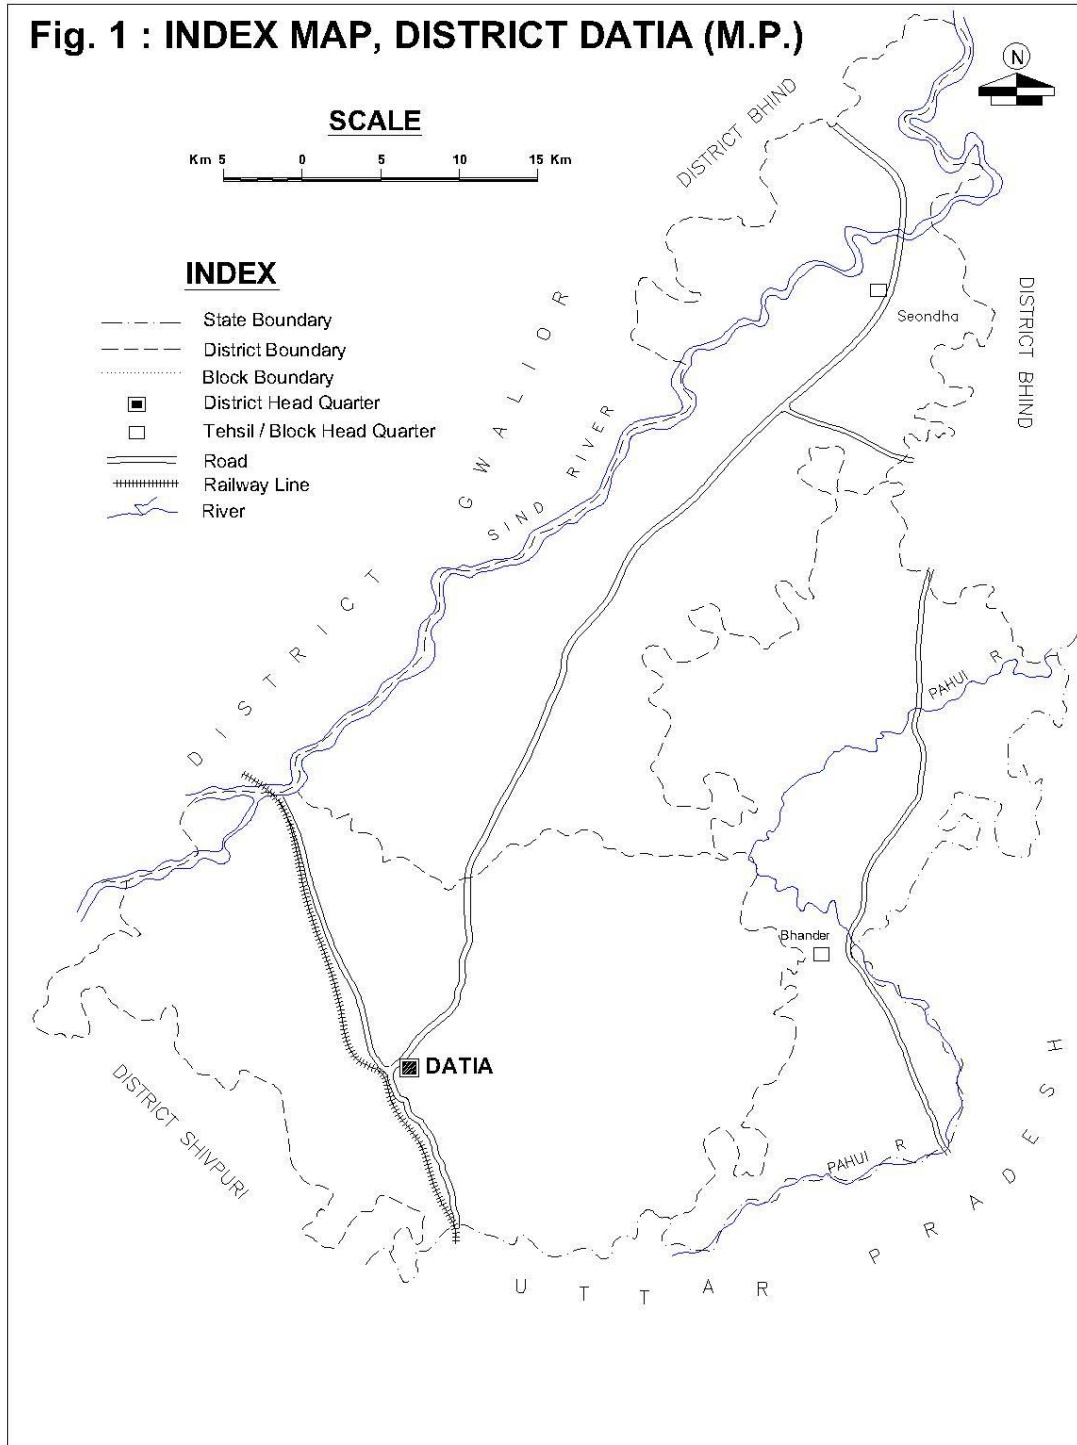 Fig. 1 : INDEX MAP, DISTRICT DATIA (M.P.)
N
SCALE
Km 5 0 5 10 15 Km
INDEX
State Boundary
District Boundary
Block Boundary
District Head Quarter
Tehsil / Block Head Quarter
Road
Railway Line
River
DISTRICT BHIND
DISTRICT BHIND
Seondha
DISTRICT GWALIOR
SIND RIVER
PAHUJ R
Bhander
DATIA
DISTRICT SHIVPURI
PAHUJ R
UTTAR PRADESH